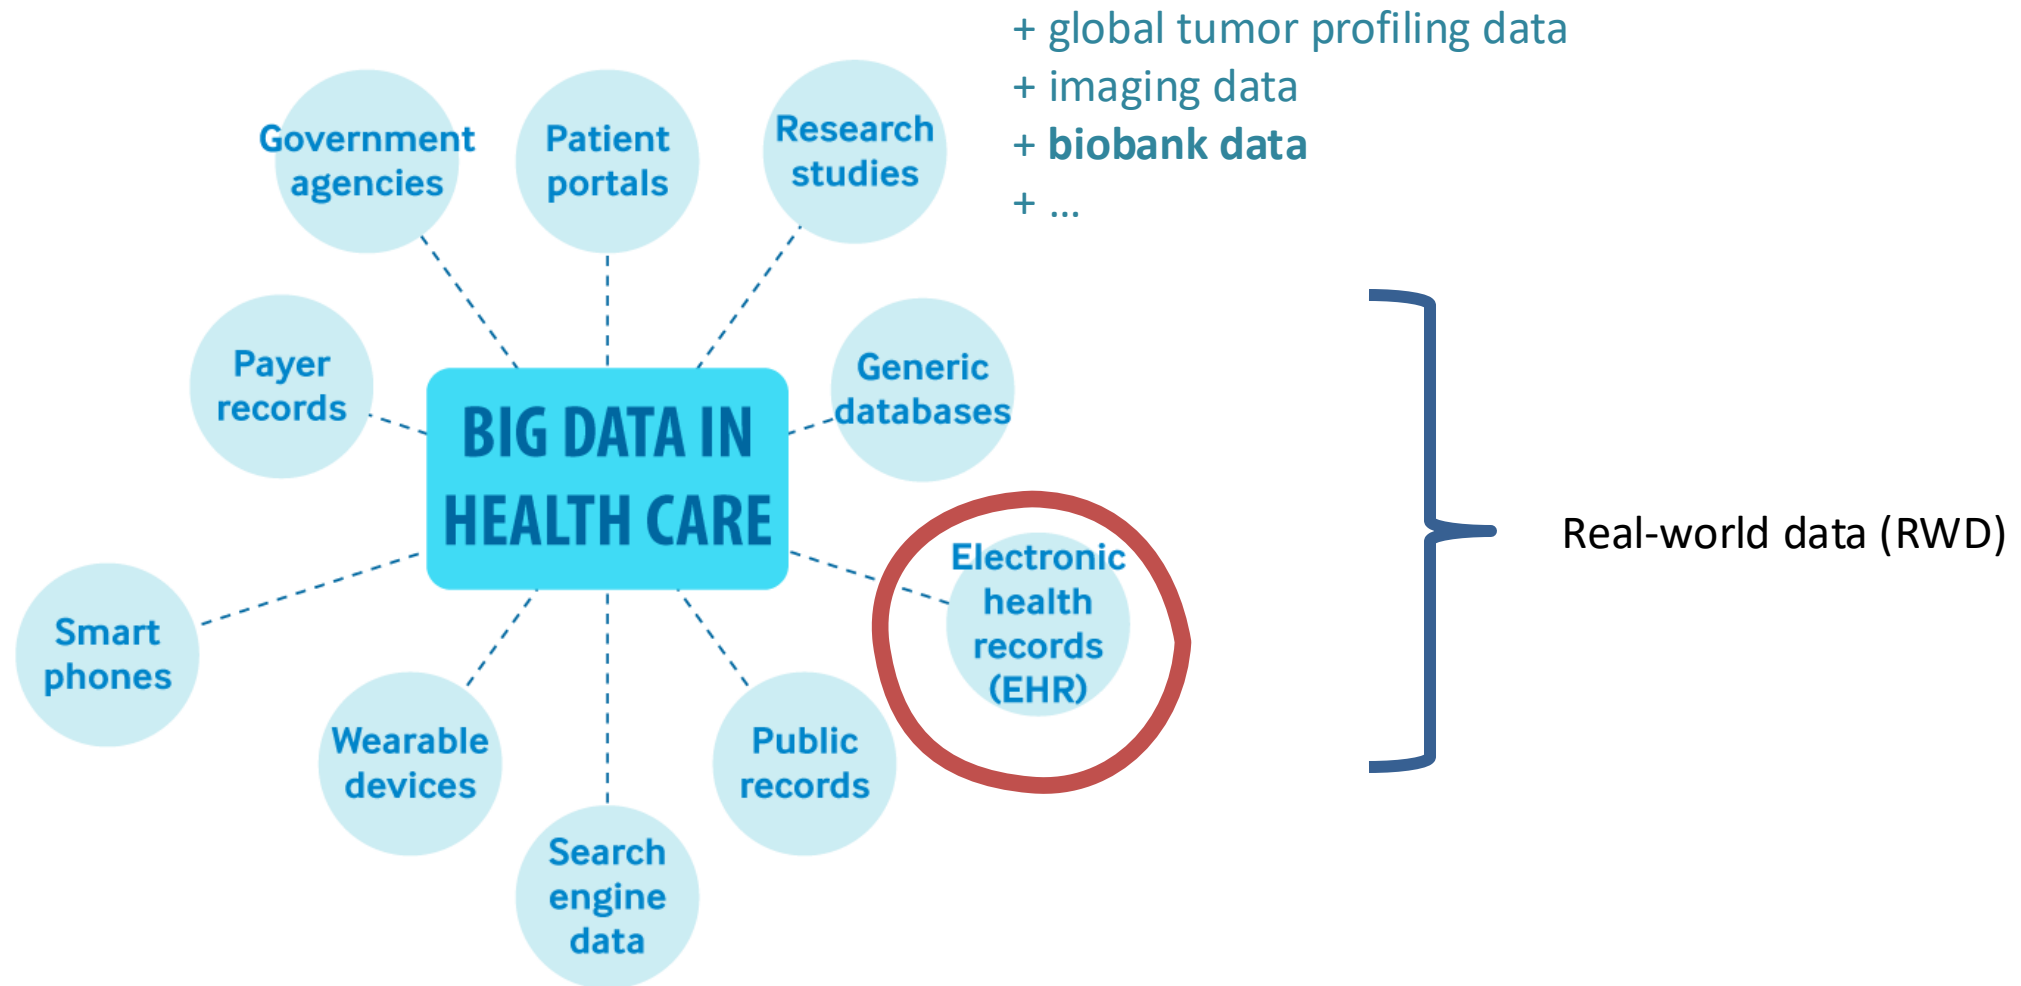 + global tumor profiling data
+ imaging data
+ biobank data
+ ...
Government
agencies
Patient
portals
Research
studies
Payer
records
Generic
databases
BIG DATA IN
HEALTH CARE
Electronic
health
records
(EHR)
Real-world data (RWD)
Smart
phones
Wearable
devices
Public
records
Search
engine
data